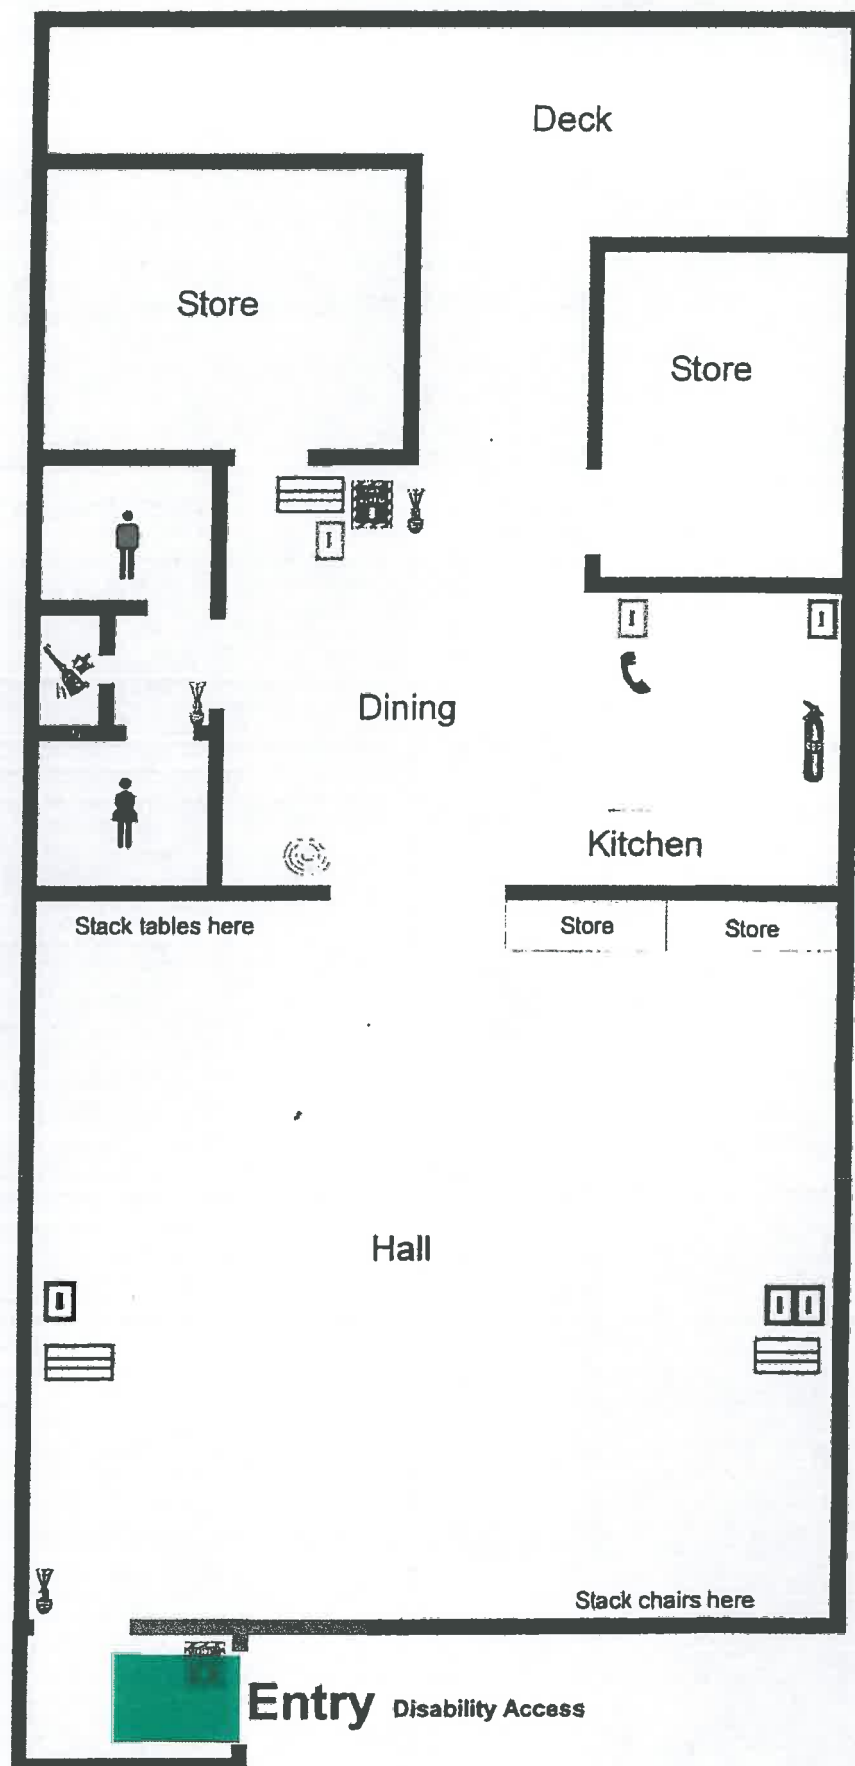 Deck
Store
Store
Dining
Kitchen
Stack tables here
Store
Store
Hall
Stack chairs here
Entry Disability Access